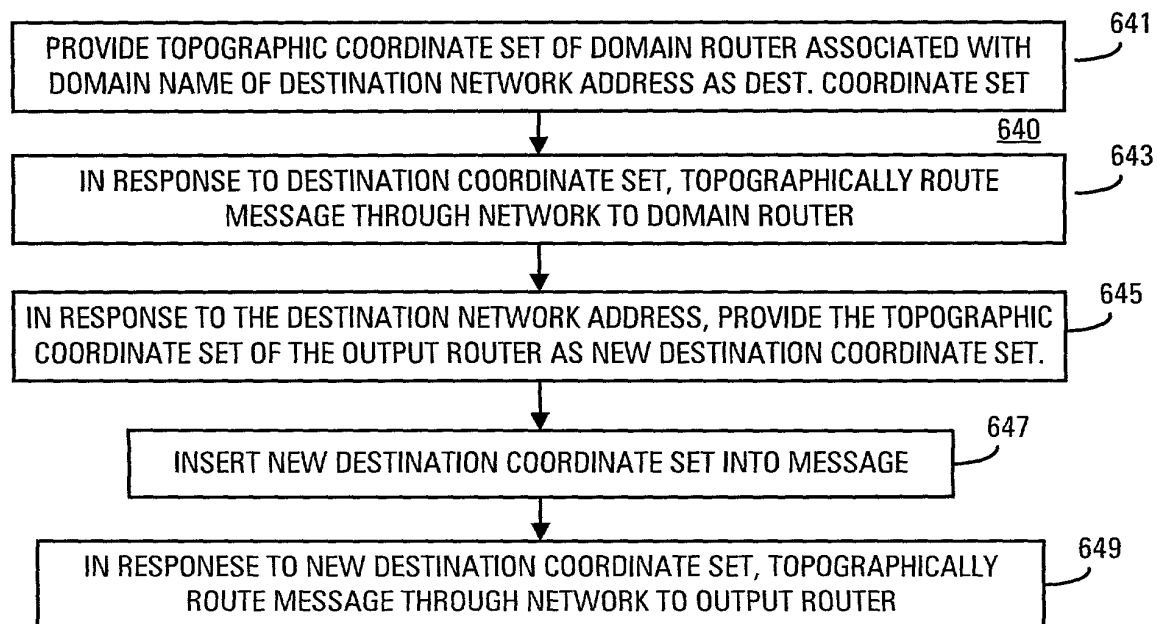 641
PROVIDE TOPOGRAPHIC COORDINATE SET OF DOMAIN ROUTER ASSOCIATED WITH
DOMAIN NAME OF DESTINATION NETWORK ADDRESS AS DEST. COORDINATE SET
640
643
IN RESPONSE TO DESTINATION COORDINATE SET, TOPOGRAPHICALLY ROUTE
MESSAGE THROUGH NETWORK TO DOMAIN ROUTER
645
IN RESPONSE TO THE DESTINATION NETWORK ADDRESS, PROVIDE THE TOPOGRAPHIC
COORDINATE SET OF THE OUTPUT ROUTER AS NEW DESTINATION COORDINATE SET.
647
INSERT NEW DESTINATION COORDINATE SET INTO MESSAGE
649
IN RESPONESE TO NEW DESTINATION COORDINATE SET, TOPOGRAPHICALLY
ROUTE MESSAGE THROUGH NETWORK TO OUTPUT ROUTER